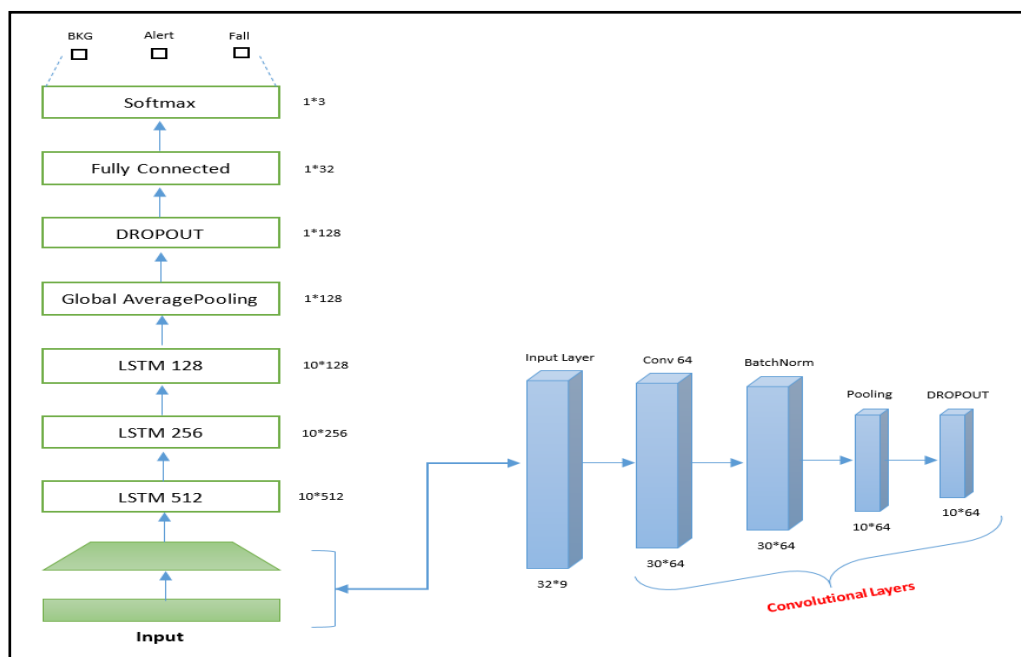 BKG Alert Fall
Softmax 1*3
Fully Connected 1*32
DROPOUT 1*128
Global AveragePooling 1*128
LSTM 128 10*128
LSTM 256 10*256
LSTM 512 10*512
Input
Input Layer
Conv 64
BatchNorm
Pooling
DROPOUT
32*9
30*64
30*64
10*64
10*64
Convolutional Layers